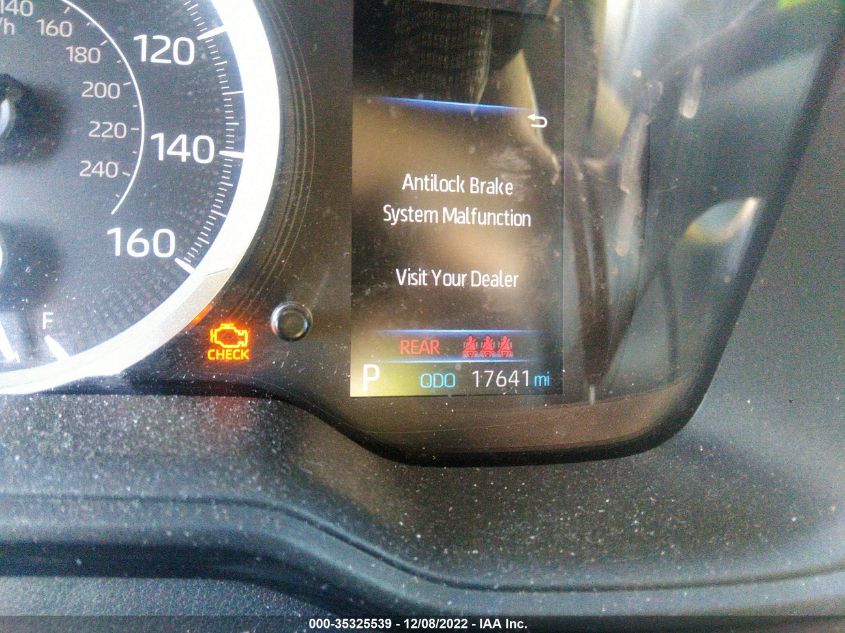 140
/h
160
180
200
220
240
120
140
160
F
CHECK
Antilock Brake
System Malfunction
Visit Your Dealer
REAR
P ODO 17641 mi
000-35325539 - 12/08/2022 - IAA Inc.